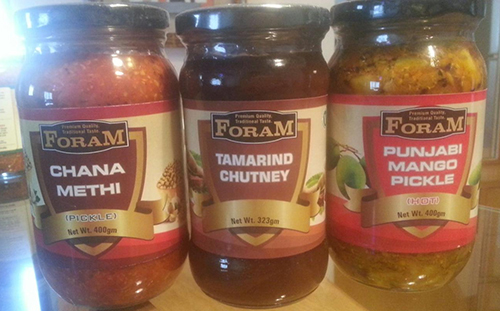 Premium Quality,
Traditional Taste.
FORAM
CHANA
METHI
(PICKLE)
Net Wt. 400gm
Premium Quality,
Traditional Taste.
FORAM
TAMARIND
CHUTNEY
Net Wt. 323gm
Premium Quality,
Traditional Taste.
FORAM
PUNJABI
MANGO
PICKLE
(HOT)
Net Wt. 400gm